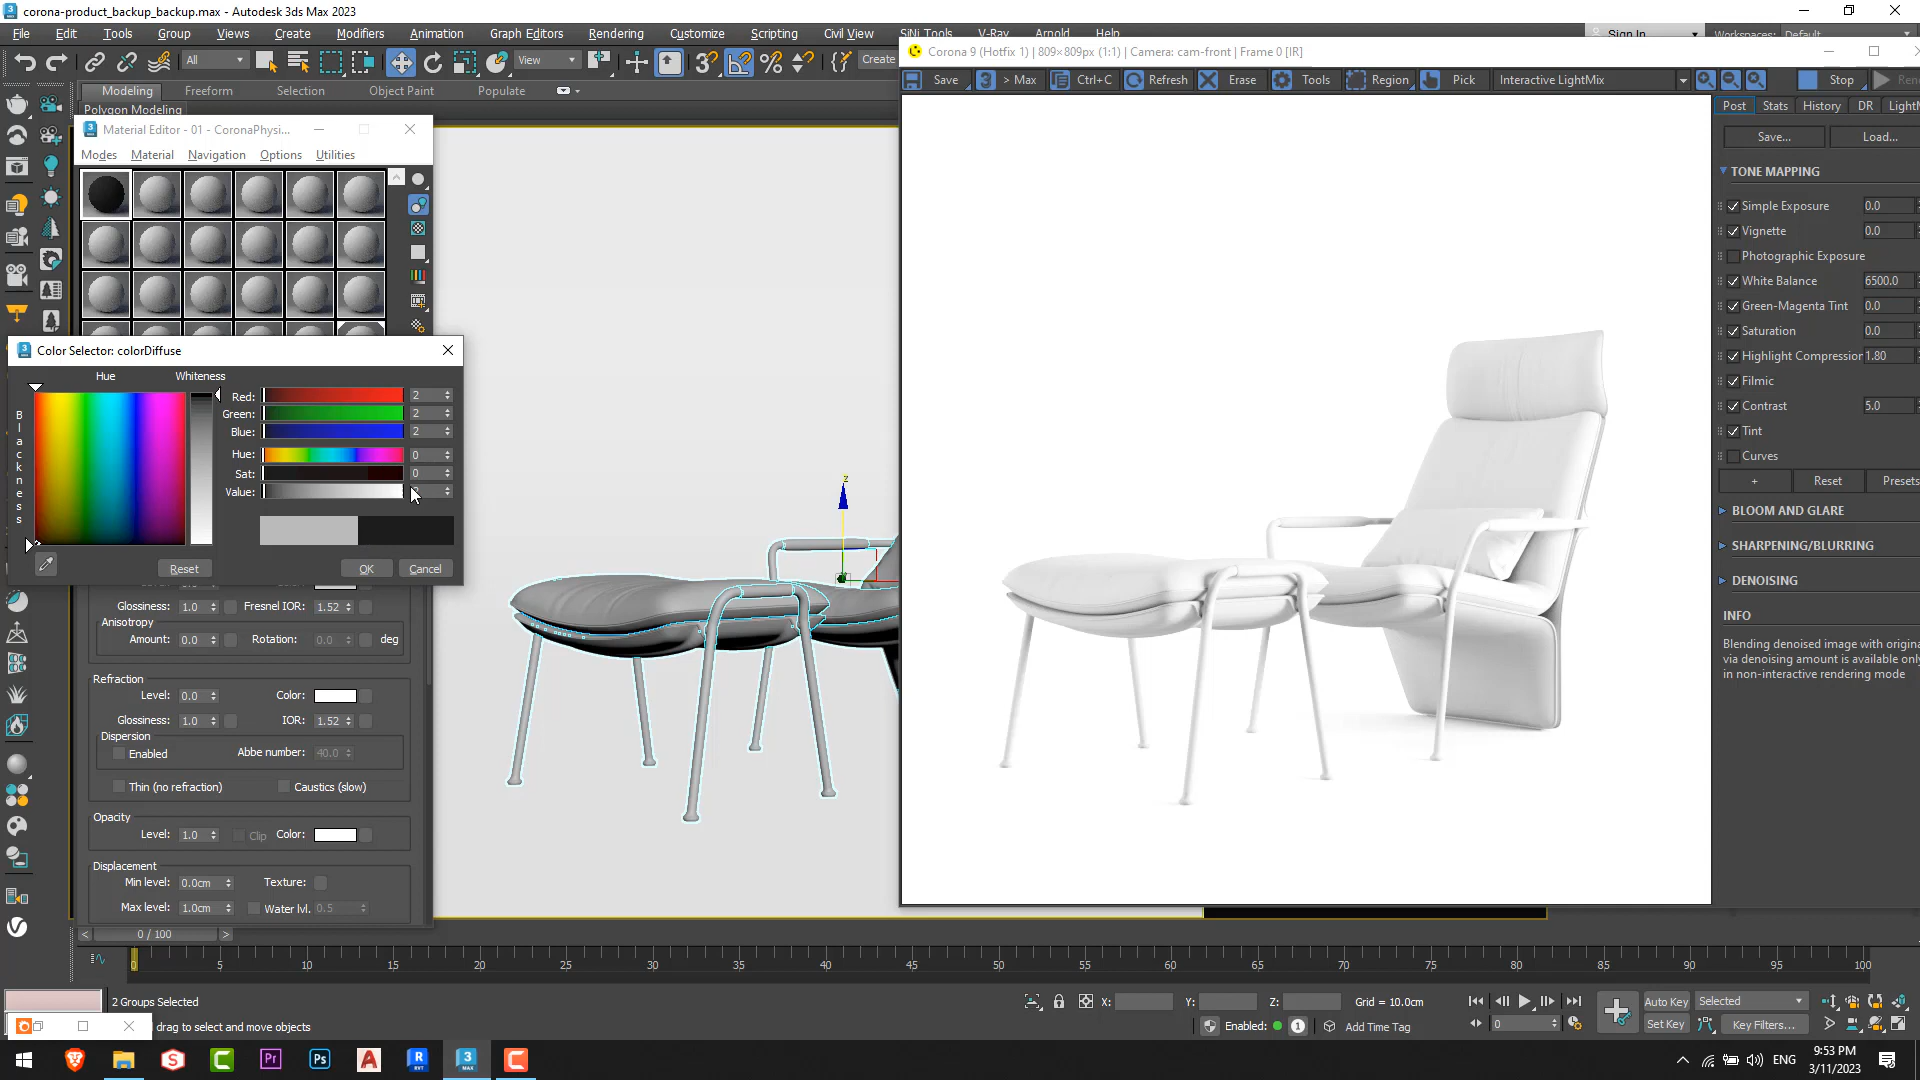 corona-product_backup_backup.max - Autodesk 3ds Max 2023
File Edit Tools Group Views Create Modifiers Animation Graph Editors Rendering Customize Scripting Civil View SiNi Tools V-Ray Arnold Help
Sign In
Workspaces: Default
All
View
Create
Modeling Freeform Selection Object Paint Populate
Polygon Modeling
Corona 9 (Hotfix 1) | 809×809px (1:1) | Camera: cam-front | Frame 0 [IR]
Save > Max Ctrl+C Refresh Erase Tools Region Pick Interactive LightMix Stop
Post Stats History DR
Save... Load...
TONE MAPPING
Simple Exposure 0.0
Vignette 0.0
Photographic Exposure
White Balance 6500.0
Green-Magenta Tint 0.0
Saturation 0.0
Highlight Compression 1.80
Filmic
Contrast 5.0
Tint
Curves
+ Reset Presets
BLOOM AND GLARE
SHARPENING/BLURRING
DENOISING
INFO
Blending denoised image with origina
via denoising amount is available only
in non-interactive rendering mode
Material Editor - 01 - CoronaPhysi...
Modes Material Navigation Options Utilities
Color Selector: colorDiffuse
Hue Whiteness
Blackness
Red: 2
Green: 2
Blue: 2
Hue: 0
Sat: 0
Value:
Reset OK Cancel
Glossiness: 1.0 Fresnel IOR: 1.52
Anisotropy
Amount: 0.0 Rotation: 0.0 deg
Refraction
Level: 0.0 Color:
Glossiness: 1.0 IOR: 1.52
Dispersion
Enabled Abbe number: 40.0
Thin (no refraction) Caustics (slow)
Opacity
Level: 1.0 Clip Color:
Displacement
Min level: 0.0cm Texture:
Max level: 1.0cm Water lvl. 0.5
z
< 0 / 100 >
0 5 10 15 20 25 30 35 40 45 50 55 60 65 70 75 80 85 90 95 100
2 Groups Selected
drag to select and move objects
X: Y: Z: Grid = 10.0cm
Enabled: 1 Add Time Tag
0
Auto Key Selected
Set Key Key Filters...
ENG
9:53 PM
3/11/2023